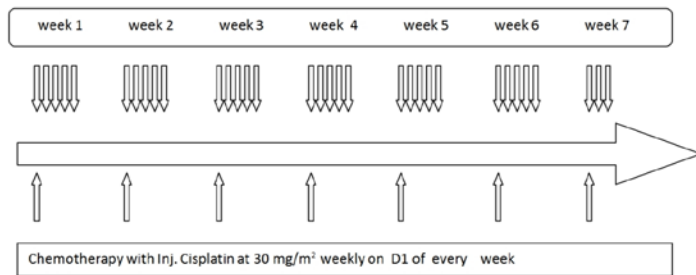 week 1 week 2 week 3 week 4 week 5 week 6 week 7
Chemotherapy with Inj. Cisplatin at 30 mg/m² weekly on D1 of every week